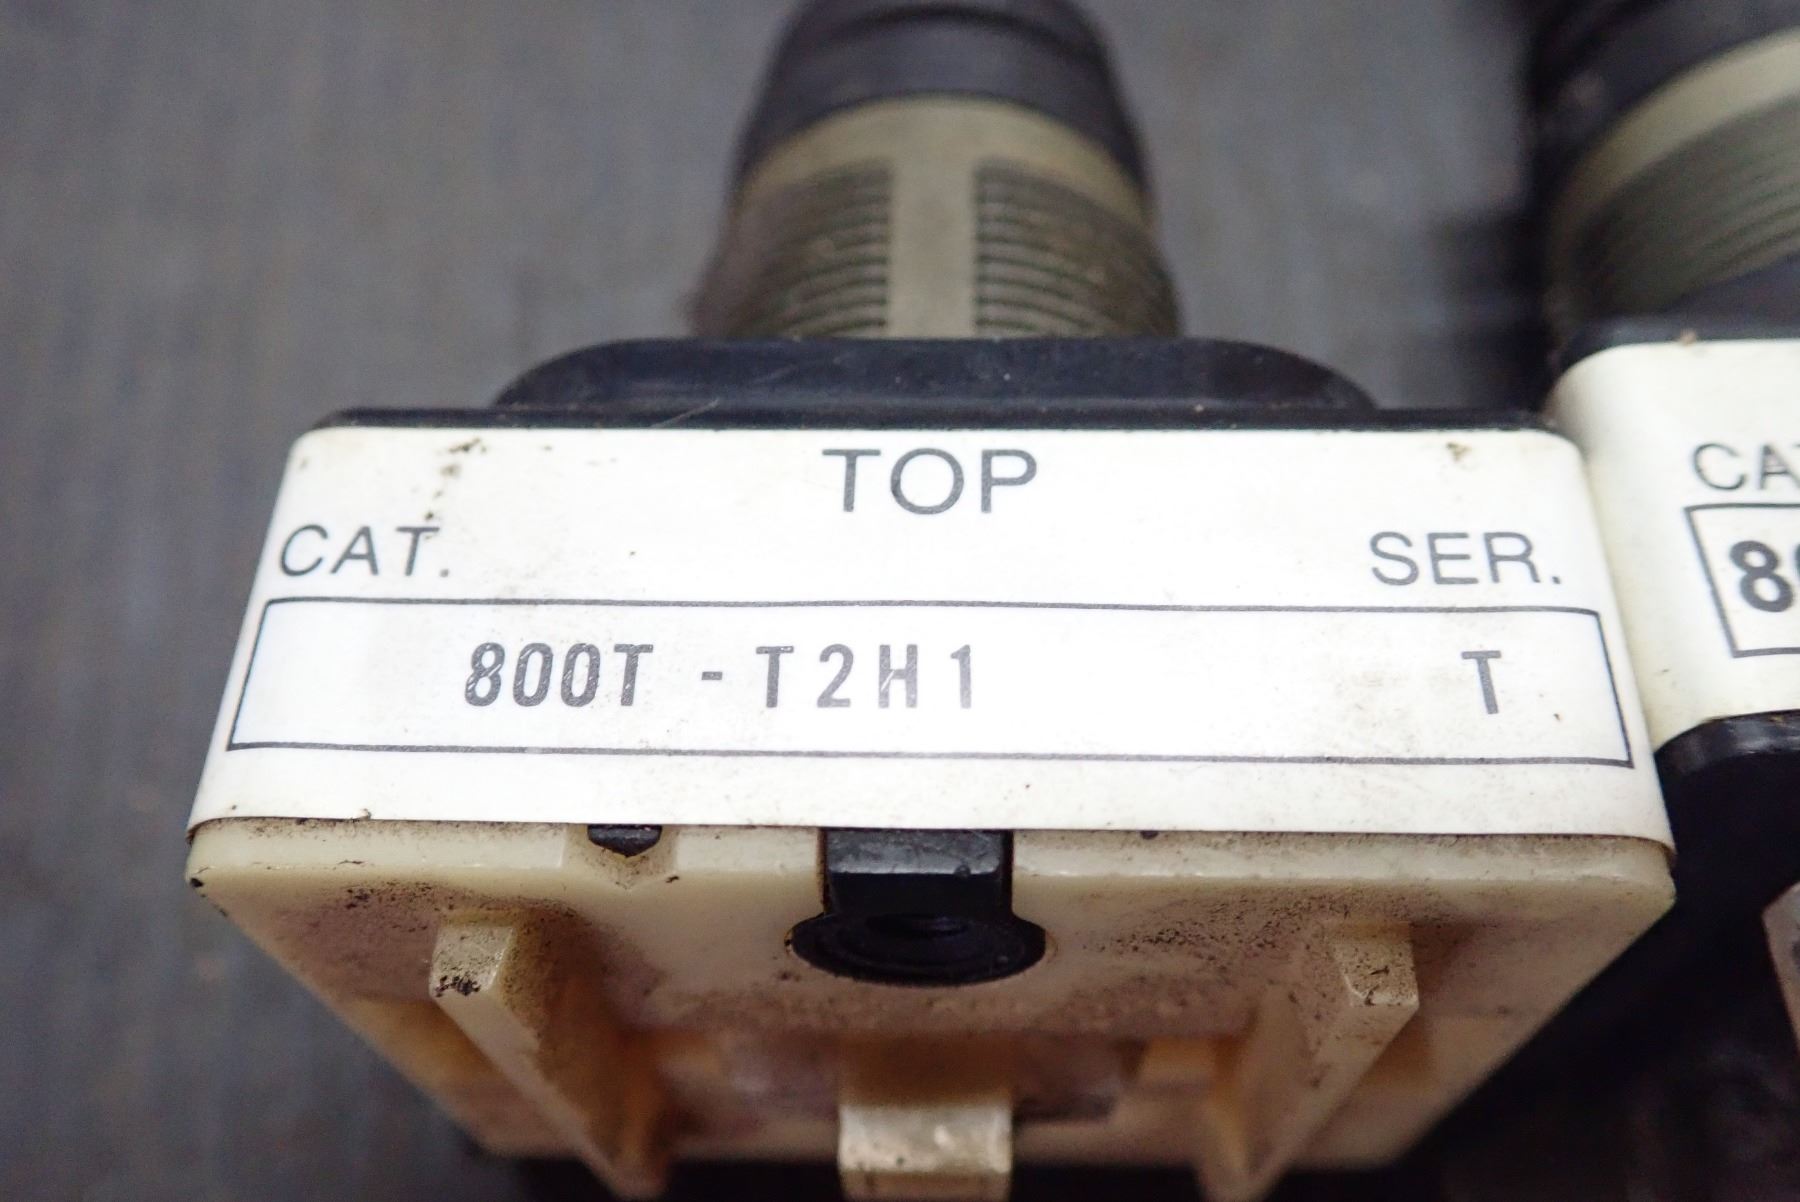 TOP
CAT. SER.
800T - T2H1 T